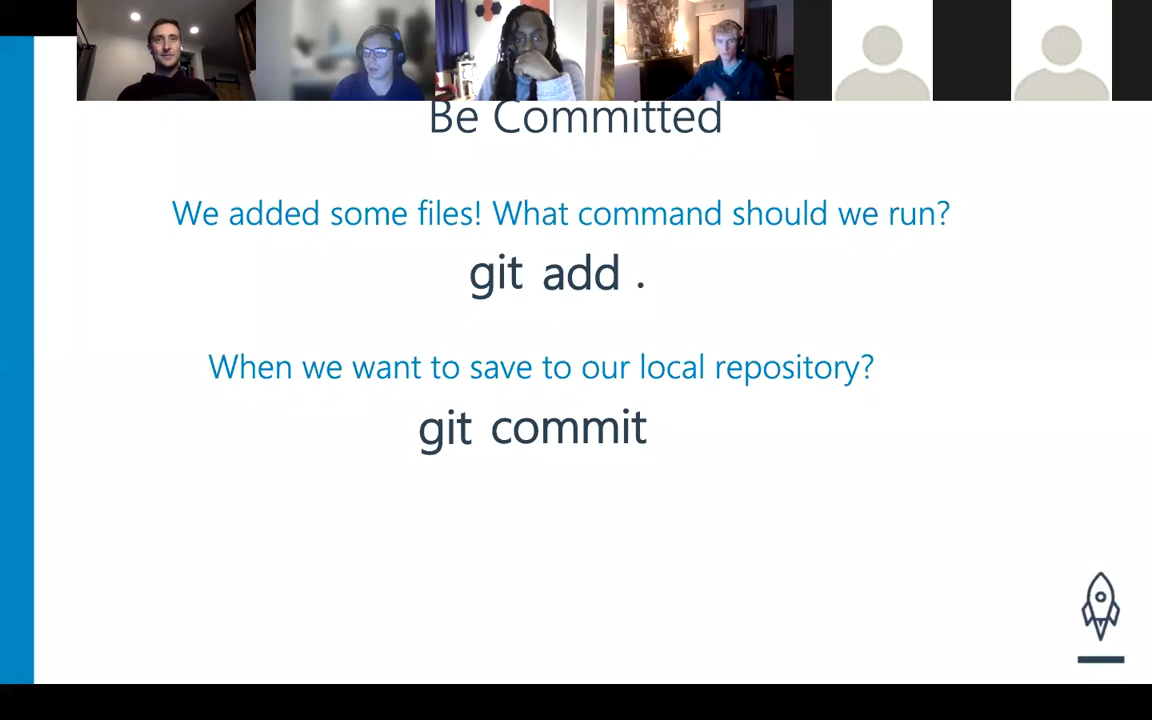 Be Committed
We added some files! What command should we run?
git add .
When we want to save to our local repository?
git commit